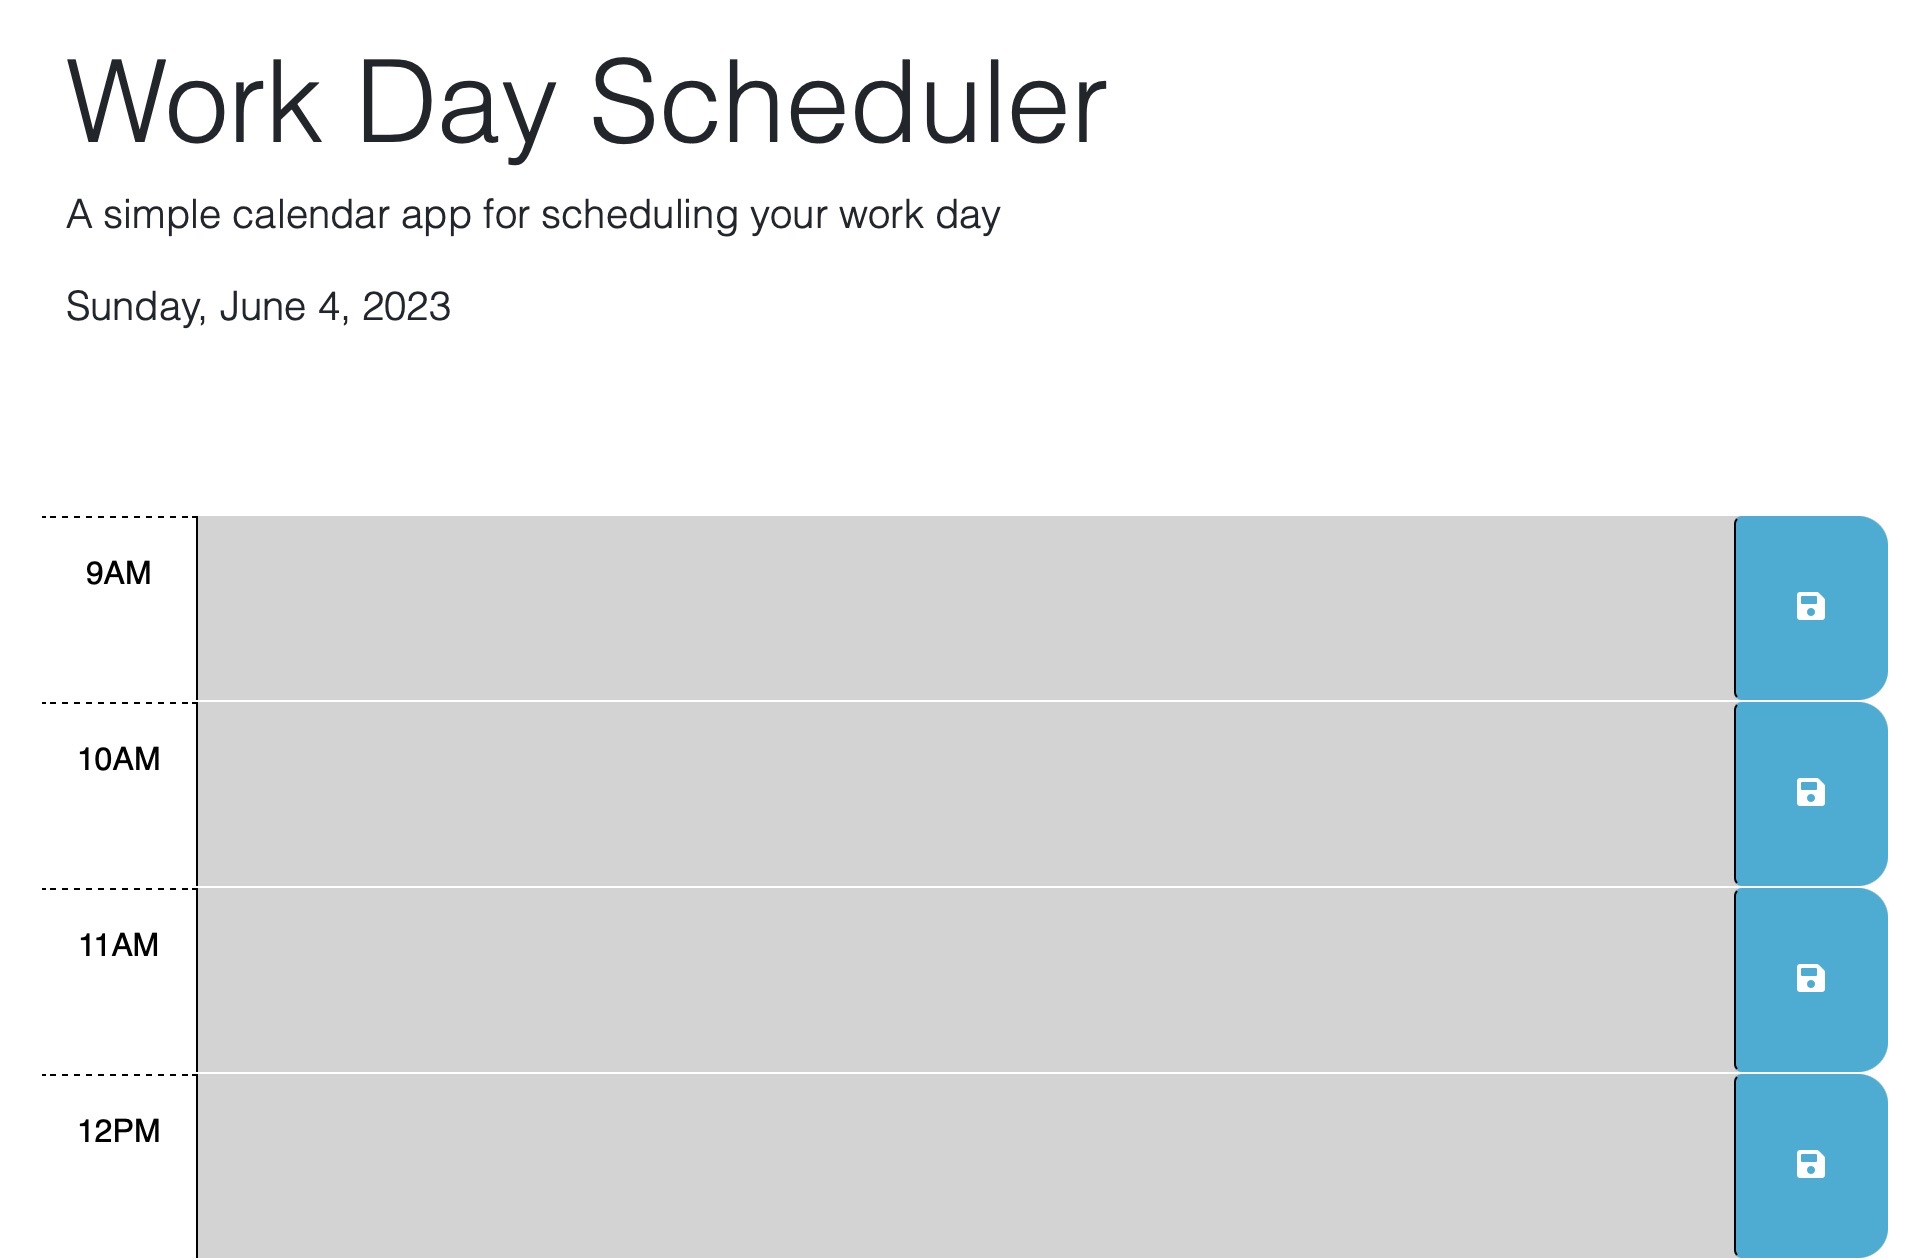 Work Day Scheduler
A simple calendar app for scheduling your work day
Sunday, June 4, 2023
9AM
10AM
11AM
12PM